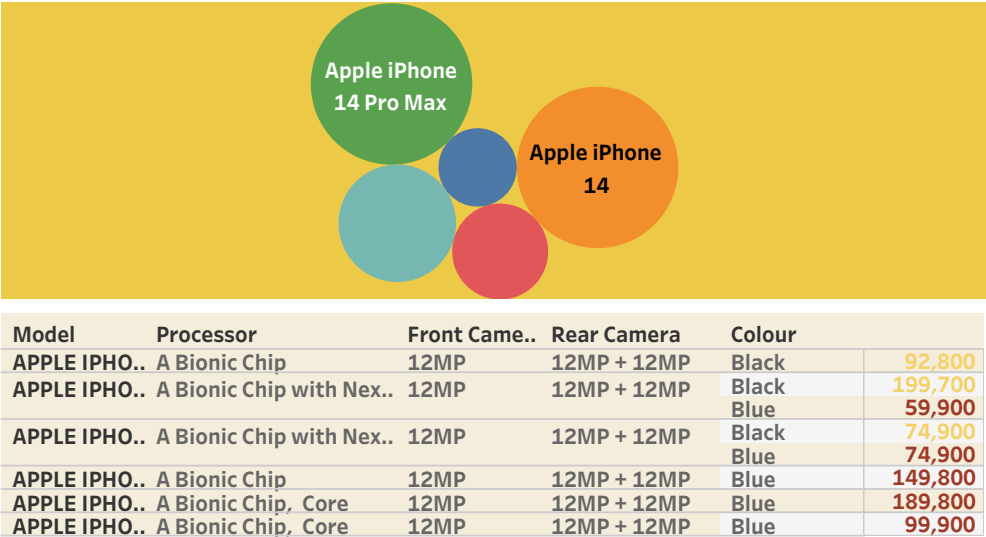 Apple iPhone
14 Pro Max
Apple iPhone
14
Model Processor Front Came.. Rear Camera Colour
APPLE IPHO.. A Bionic Chip 12MP 12MP + 12MP Black 92,800
APPLE IPHO.. A Bionic Chip with Nex.. 12MP 12MP + 12MP Black 199,700
Blue 59,900
APPLE IPHO.. A Bionic Chip with Nex.. 12MP 12MP + 12MP Black 74,900
Blue 74,900
APPLE IPHO.. A Bionic Chip 12MP 12MP + 12MP Blue 149,800
APPLE IPHO.. A Bionic Chip, Core 12MP 12MP + 12MP Blue 189,800
APPLE IPHO.. A Bionic Chip, Core 12MP 12MP + 12MP Blue 99,900